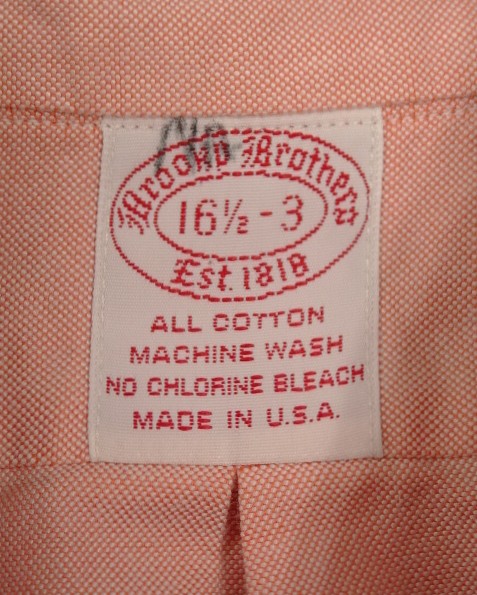 Brooks Brothers
16½-3
Est. 1818
ALL COTTON
MACHINE WASH
NO CHLORINE BLEACH
MADE IN U.S.A.